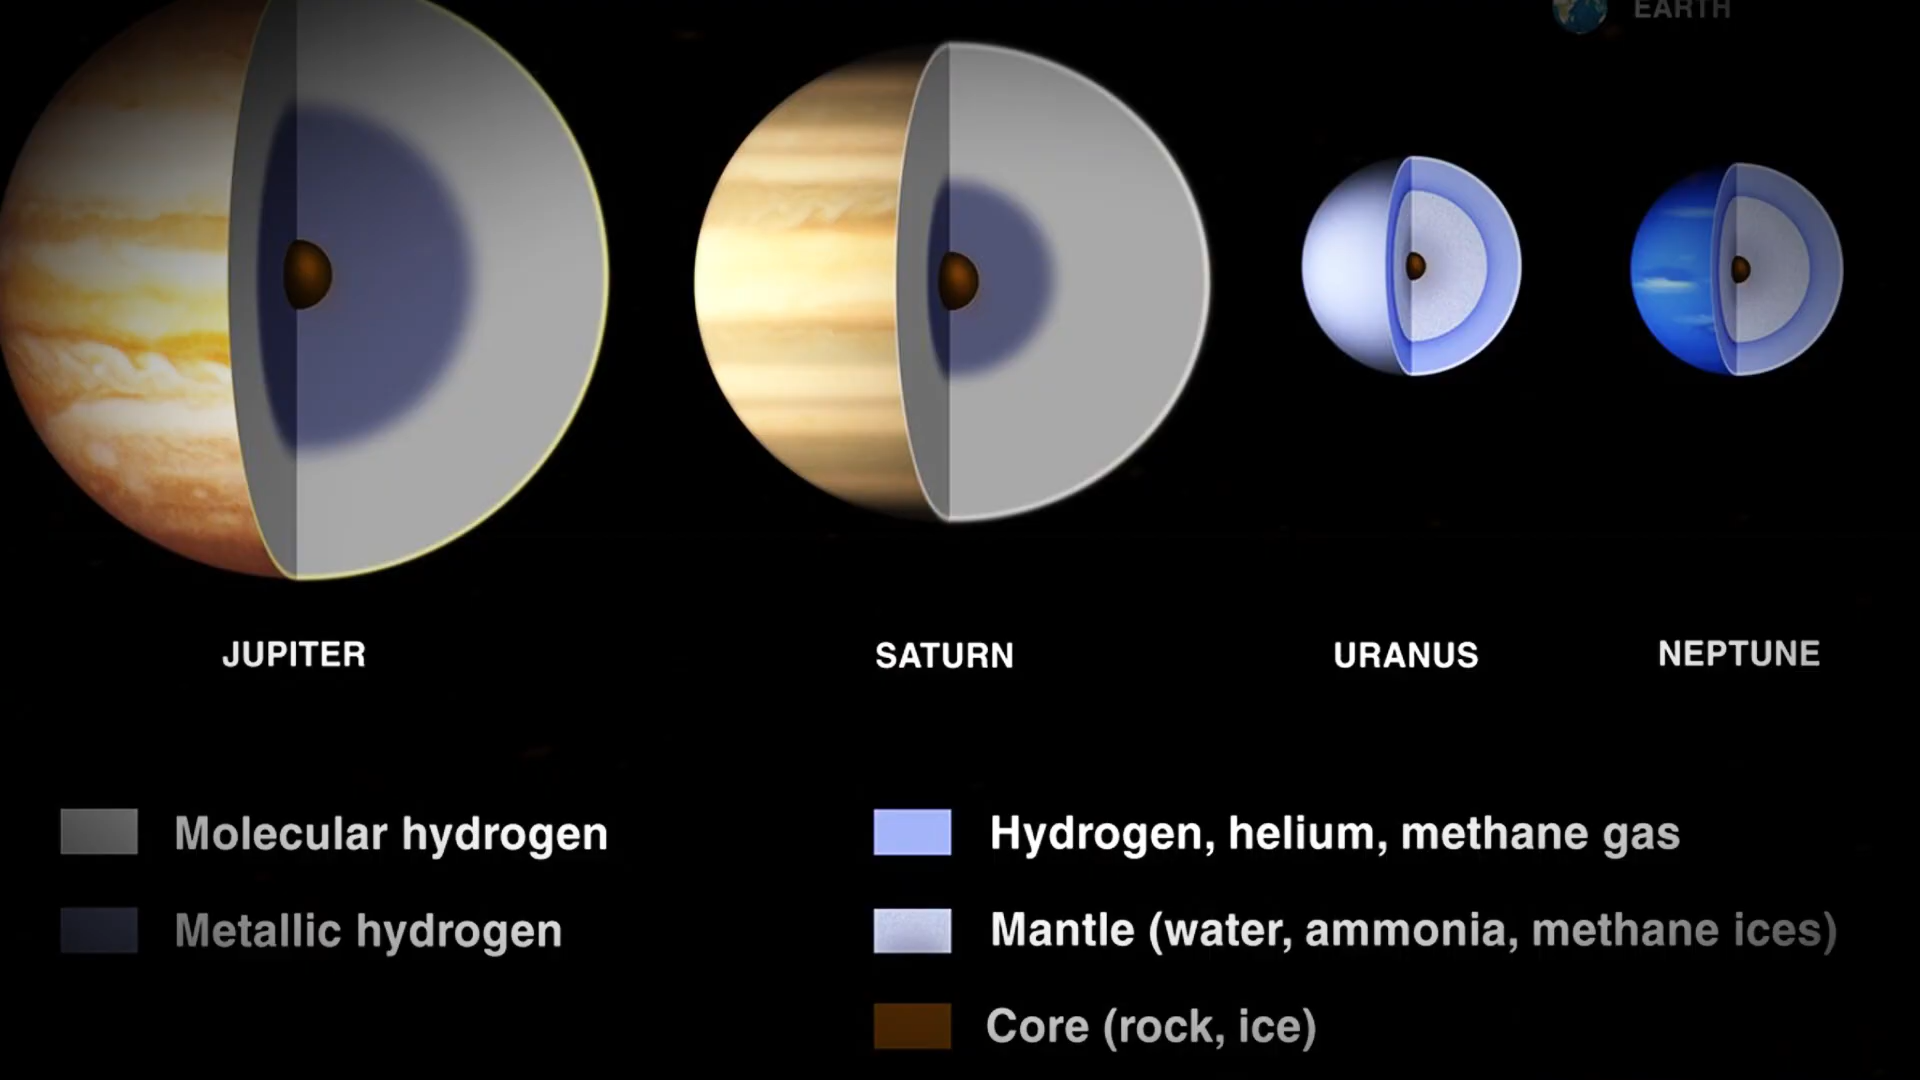 EARTH
JUPITER
SATURN
URANUS
NEPTUNE
Molecular hydrogen
Metallic hydrogen
Hydrogen, helium, methane gas
Mantle (water, ammonia, methane ices)
Core (rock, ice)